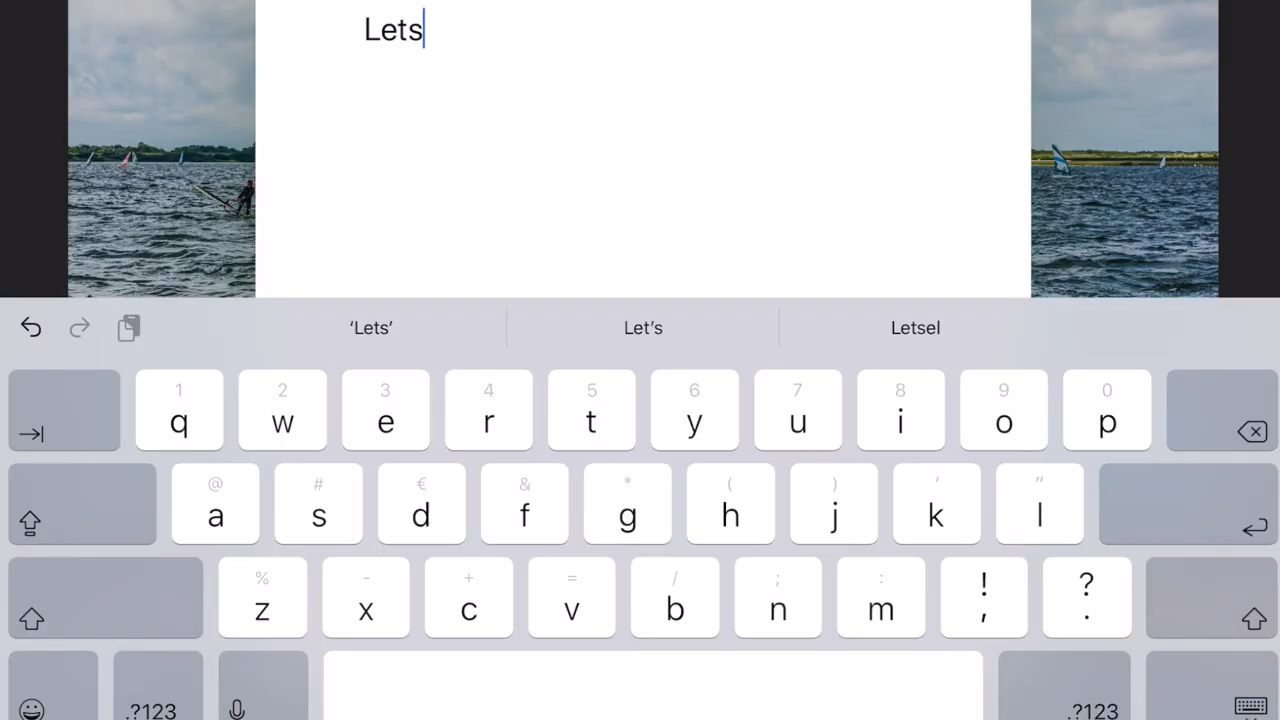 Lets
‘Lets’ Let’s Letsel
1 2 3 4 5 6 7 8 9 0
q w e r t y u i o p
@ # € & * ( ) ' "
a s d f g h j k l
% - + = / ; : ! ?
z x c v b n m , .
.?123 .?123